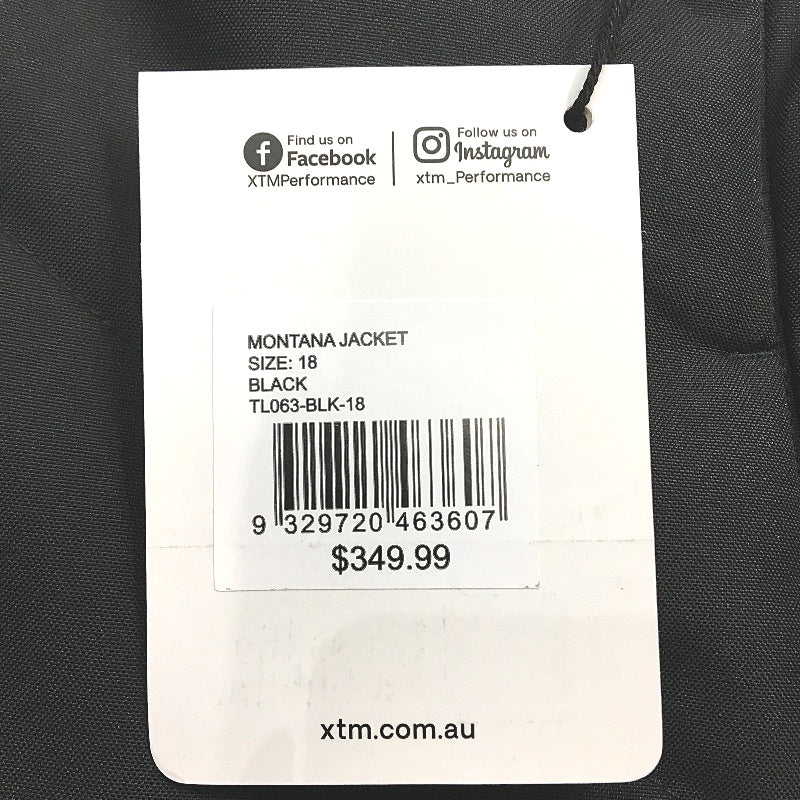 Find us on
Facebook
XTMPerformance
Follow us on
Instagram
xtm_Performance
MONTANA JACKET
SIZE: 18
BLACK
TL063-BLK-18
9 329720 463607
$349.99
xtm.com.au